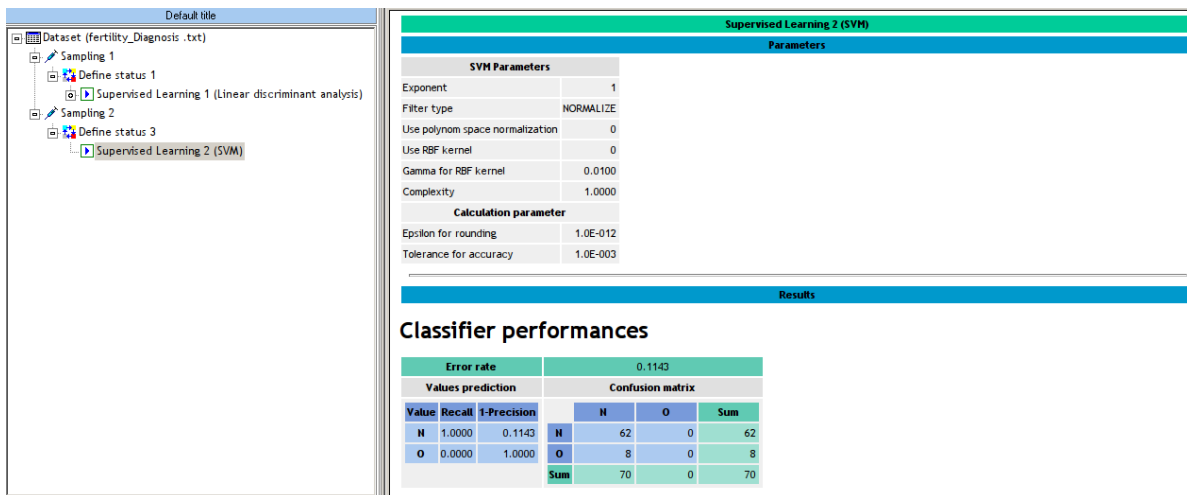 Default title
Dataset (fertility_Diagnosis .txt)
Sampling 1
Define status 1
Supervised Learning 1 (Linear discriminant analysis)
Sampling 2
Define status 3
Supervised Learning 2 (SVM)
Supervised Learning 2 (SVM)
Parameters
SVM Parameters
Exponent 1
Filter type NORMALIZE
Use polynom space normalization 0
Use RBF kernel 0
Gamma for RBF kernel 0.0100
Complexity 1.0000
Calculation parameter
Epsilon for rounding 1.0E-012
Tolerance for accuracy 1.0E-003
Results
Classifier performances
Error rate 0.1143
Values prediction Confusion matrix
Value Recall 1-Precision N O Sum
N 1.0000 0.1143 N 62 0 62
O 0.0000 1.0000 O 8 0 8
Sum 70 0 70